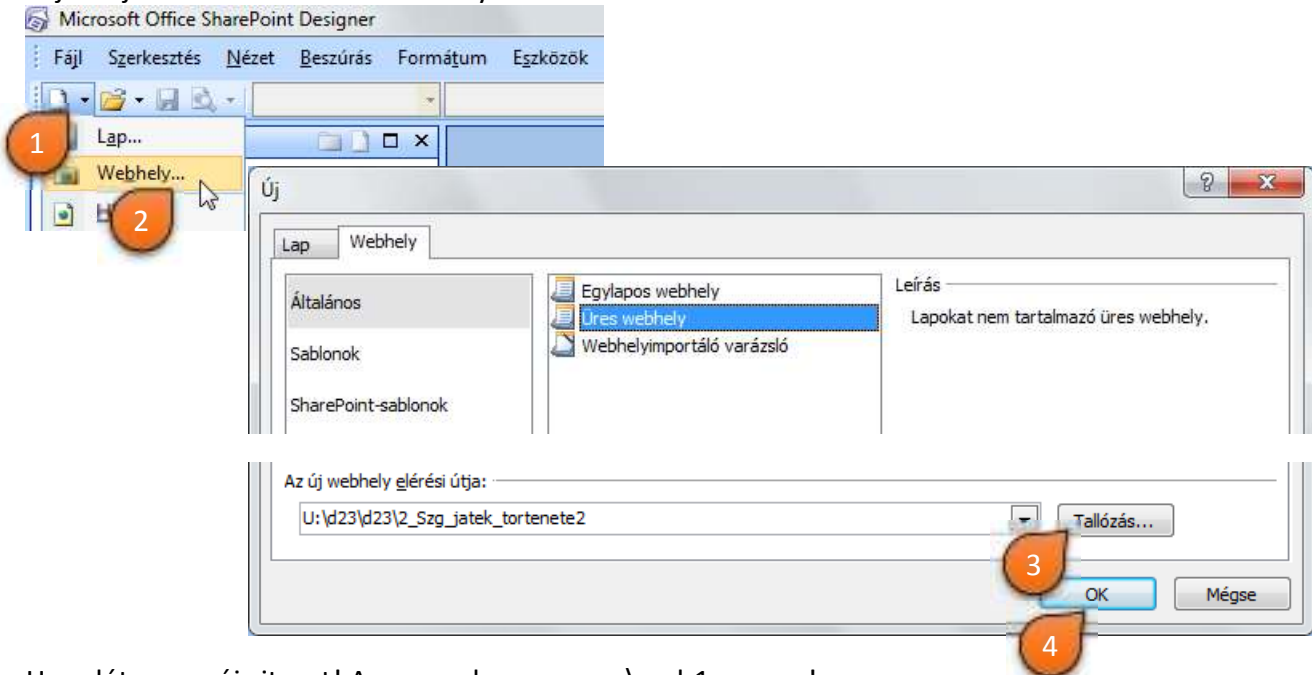 Microsoft Office SharePoint Designer
Fájl Szerkesztés Nézet Beszúrás Formátum Eszközök
1
Lap...
Webhely...
2
Új
Lap Webhely
Általános
Sablonok
SharePoint-sablonok
Egylapos webhely
Üres webhely
Webhelyimportáló varázsló
Leírás
Lapokat nem tartalmazó üres webhely.
Az új webhely elérési útja:
U:\d23\d23\2_Szg_jatek_tortenete2
Tallózás...
3
OK Mégse
4